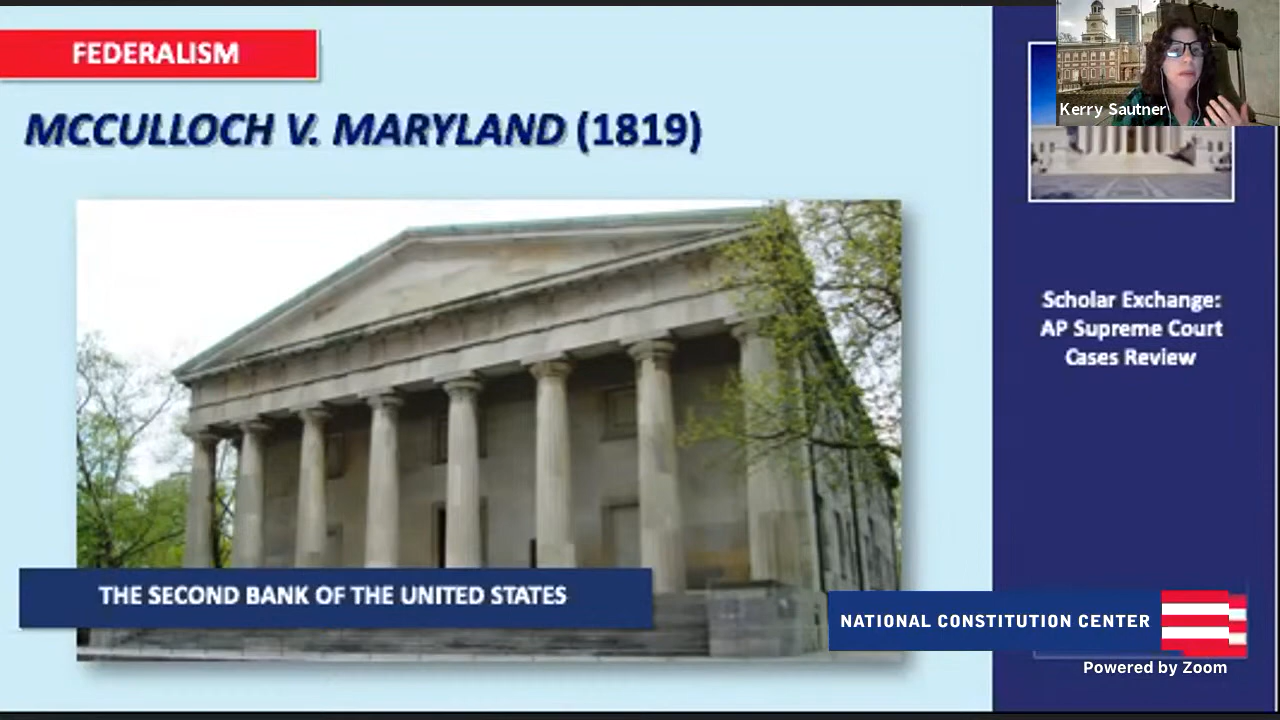 FEDERALISM
MCCULLOCH V. MARYLAND (1819)
Kerry Sautner
Scholar Exchange:
AP Supreme Court
Cases Review
THE SECOND BANK OF THE UNITED STATES
NATIONAL CONSTITUTION CENTER
Powered by Zoom